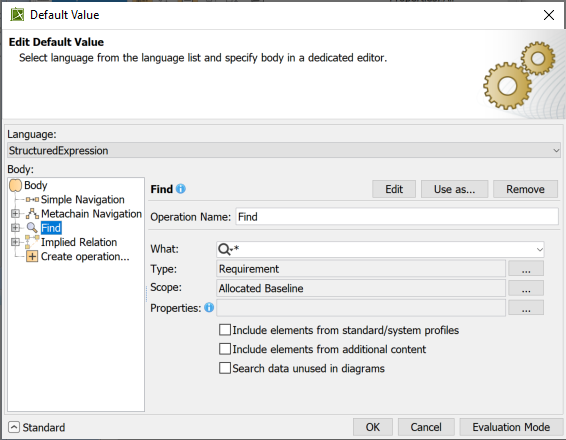 Default Value
Edit Default Value
Select language from the language list and specify body in a dedicated editor.
Language:
StructuredExpression
Body:
Body
Simple Navigation
Metachain Navigation
Find
Implied Relation
Create operation...
Find
Edit
Use as...
Remove
Operation Name:
Find
What:
*
Type:
Requirement
...
Scope:
Allocated Baseline
...
Properties:
...
Include elements from standard/system profiles
Include elements from additional content
Search data unused in diagrams
Standard
OK
Cancel
Evaluation Mode